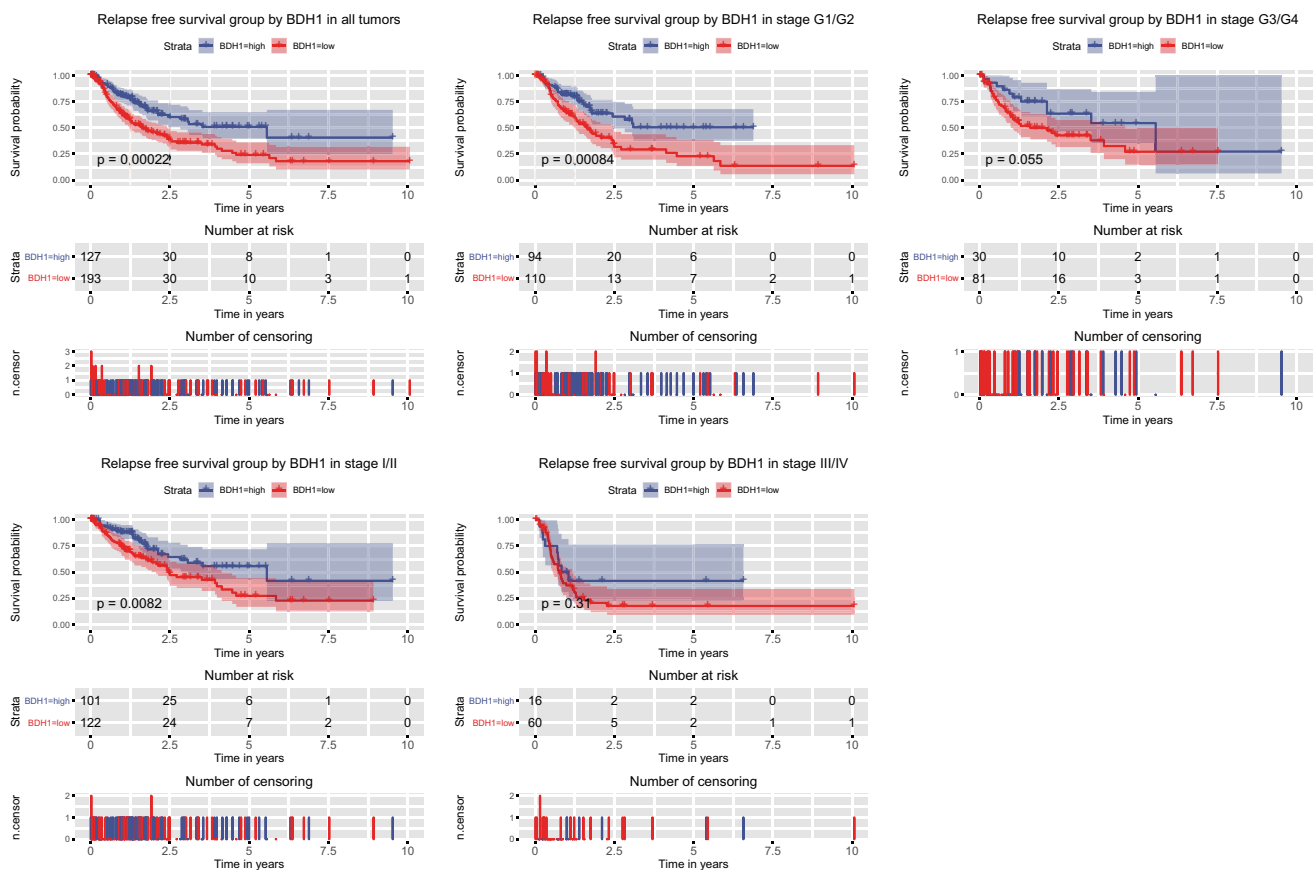 Relapse free survival group by BDH1 in all tumors
Strata BDH1=high BDH1=low
Survival probability
1.00
0.75
0.50
0.25
0.00
p = 0.00022
0 2.5 5 7.5 10
Time in years
Number at risk
Strata
BDH1=high 127 30 8 1 0
BDH1=low 193 30 10 3 1
0 2.5 5 7.5 10
Time in years
Number of censoring
n.censor
3
2
1
0
0 2.5 5 7.5 10
Time in years
Relapse free survival group by BDH1 in stage G1/G2
Strata BDH1=high BDH1=low
Survival probability
1.00
0.75
0.50
0.25
0.00
p = 0.00084
0 2.5 5 7.5 10
Time in years
Number at risk
Strata
BDH1=high 94 20 6 0 0
BDH1=low 110 13 7 2 1
0 2.5 5 7.5 10
Time in years
Number of censoring
n.censor
2
1
0
0 2.5 5 7.5 10
Time in years
Relapse free survival group by BDH1 in stage G3/G4
Strata BDH1=high BDH1=low
Survival probability
1.00
0.75
0.50
0.25
0.00
p = 0.055
0 2.5 5 7.5 10
Time in years
Number at risk
Strata
BDH1=high 30 10 2 1 0
BDH1=low 81 16 3 1 0
0 2.5 5 7.5 10
Time in years
Number of censoring
n.censor
1
0
0 2.5 5 7.5 10
Time in years
Relapse free survival group by BDH1 in stage I/II
Strata BDH1=high BDH1=low
Survival probability
1.00
0.75
0.50
0.25
0.00
p = 0.0082
0 2.5 5 7.5 10
Time in years
Number at risk
Strata
BDH1=high 101 25 6 1 0
BDH1=low 122 24 7 2 0
0 2.5 5 7.5 10
Time in years
Number of censoring
n.censor
2
1
0
0 2.5 5 7.5 10
Time in years
Relapse free survival group by BDH1 in stage III/IV
Strata BDH1=high BDH1=low
Survival probability
1.00
0.75
0.50
0.25
0.00
p = 0.31
0 2.5 5 7.5 10
Time in years
Number at risk
Strata
BDH1=high 16 2 2 0 0
BDH1=low 60 5 2 1 1
0 2.5 5 7.5 10
Time in years
Number of censoring
n.censor
2
1
0
0 2.5 5 7.5 10
Time in years